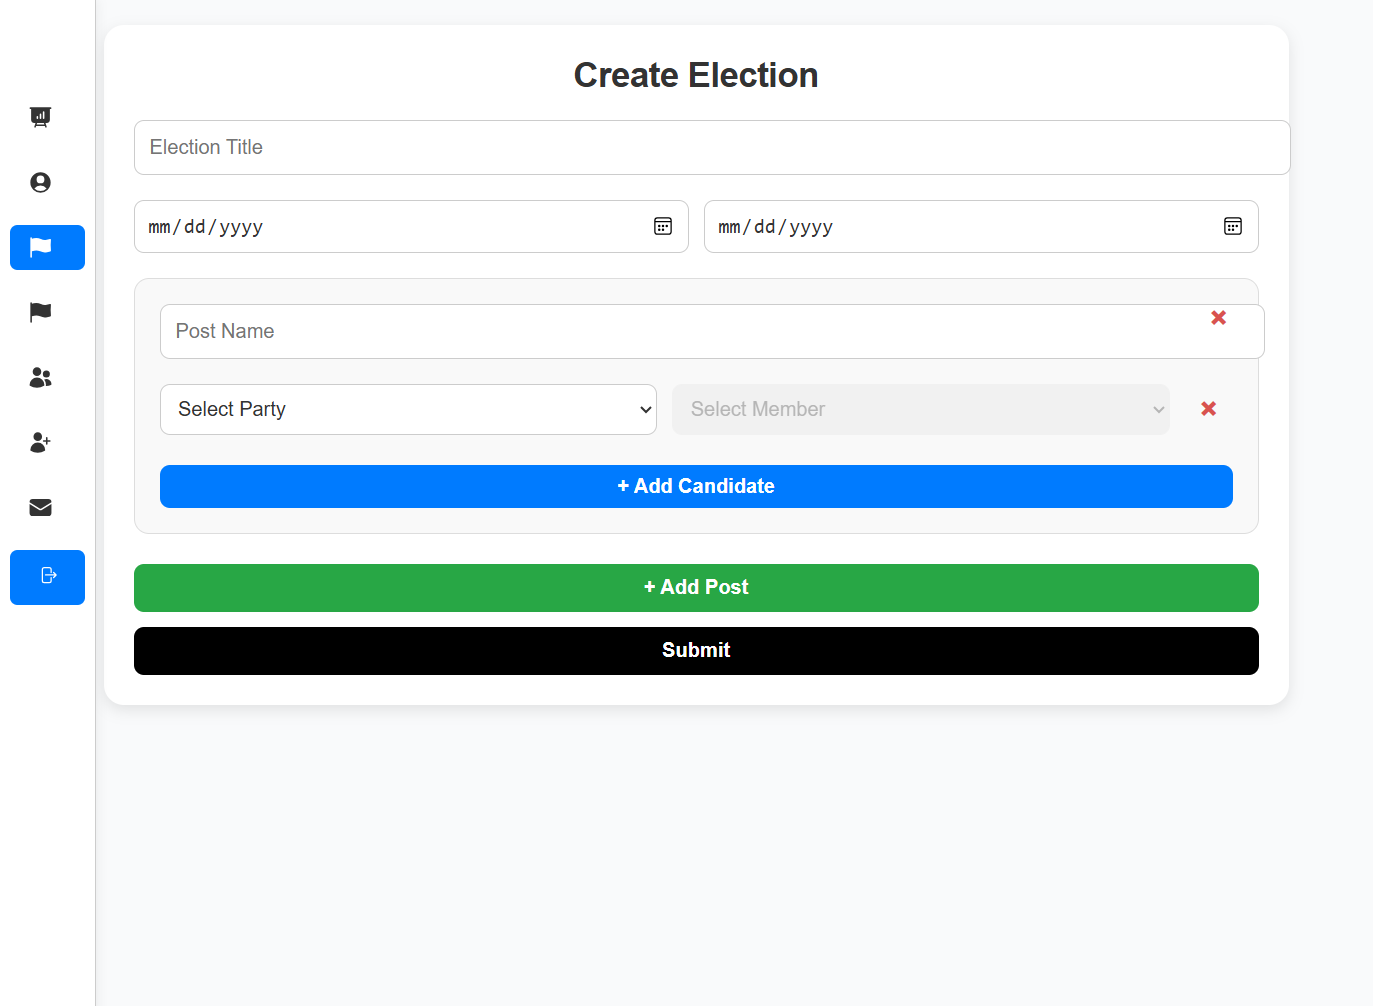 Create Election
Election Title
mm/dd/yyyy mm/dd/yyyy
Post Name
Select Party Select Member
+ Add Candidate
+ Add Post
Submit